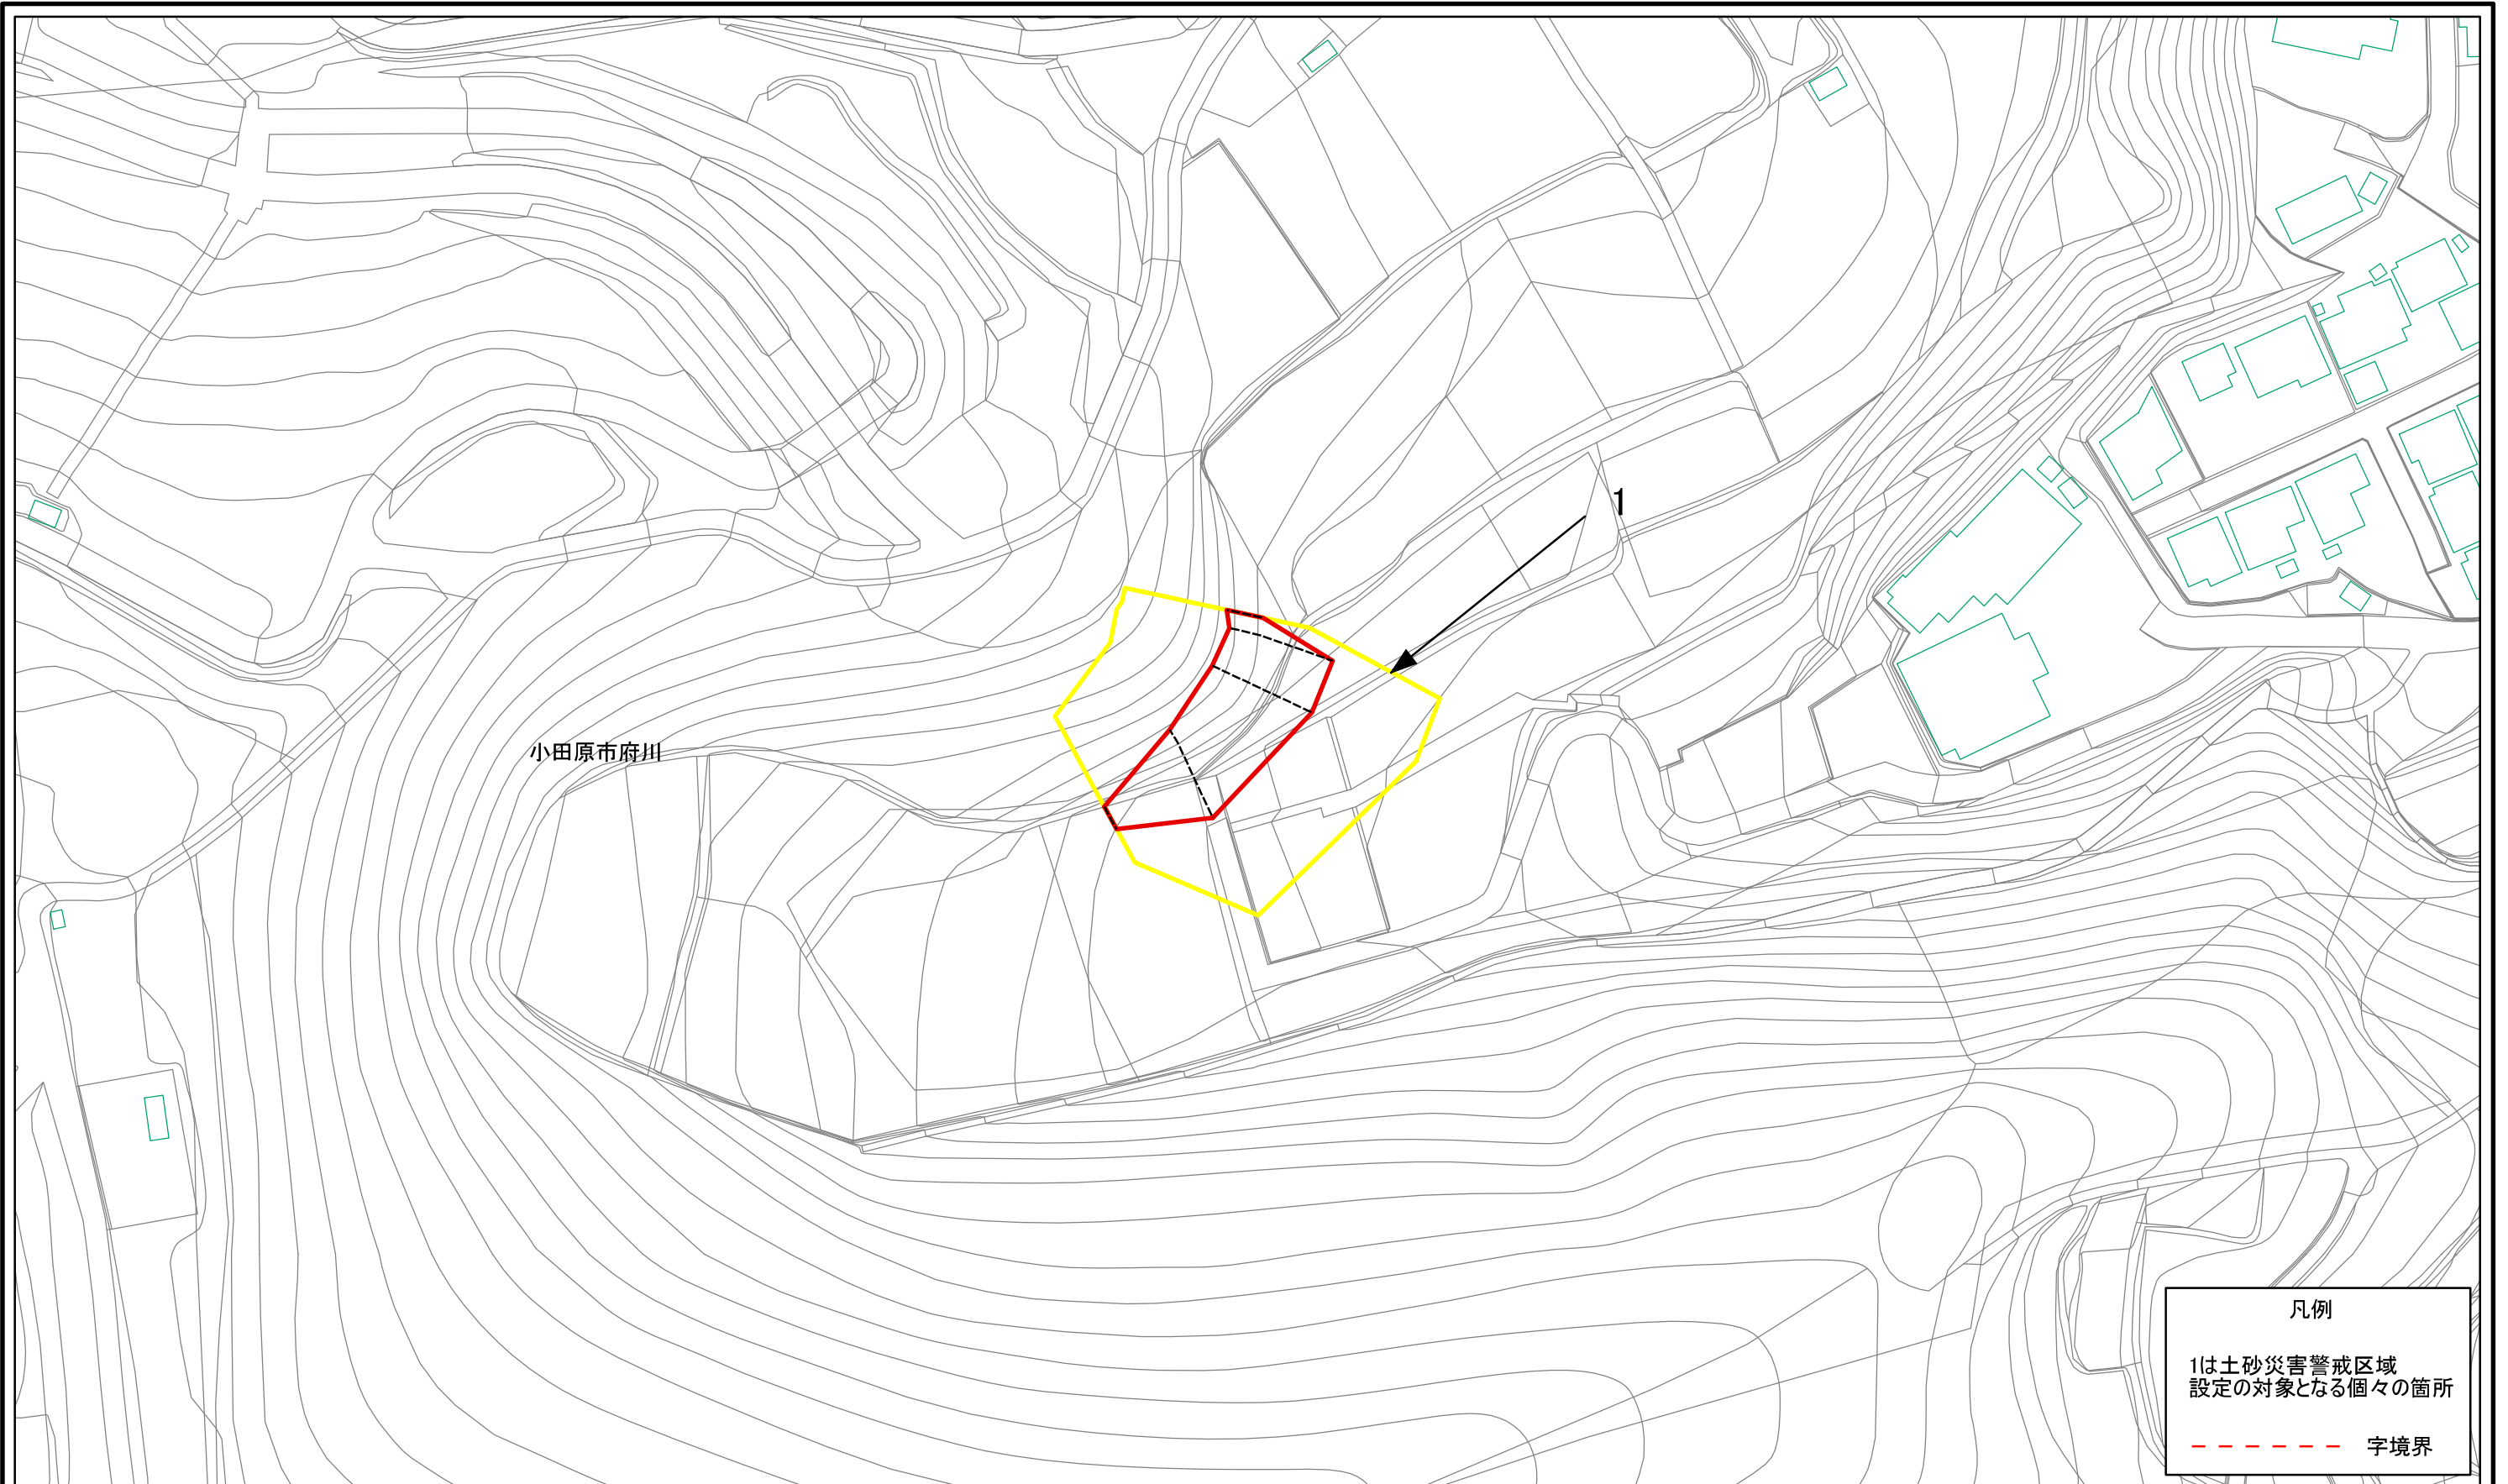 1
小田原市府川
凡例
1は土砂災害警戒区域
設定の対象となる個々の箇所
字境界